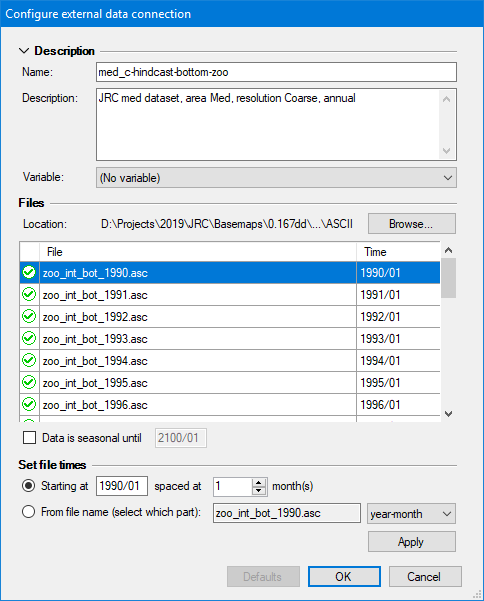 Configure external data connection
Description
Name: med_c-hindcast-bottom-zoo
Description: JRC med dataset, area Med, resolution Coarse, annual
Variable: (No variable)
Files
Location: D:\Projects\2019\JRC\Basemaps\0.167dd\...\ASCII Browse...
File Time
zoo_int_bot_1990.asc 1990/01
zoo_int_bot_1991.asc 1991/01
zoo_int_bot_1992.asc 1992/01
zoo_int_bot_1993.asc 1993/01
zoo_int_bot_1994.asc 1994/01
zoo_int_bot_1995.asc 1995/01
zoo_int_bot_1996.asc 1996/01
Data is seasonal until 2100/01
Set file times
Starting at 1990/01 spaced at 1 month(s)
From file name (select which part): zoo_int_bot_1990.asc year-month
Apply
Defaults OK Cancel